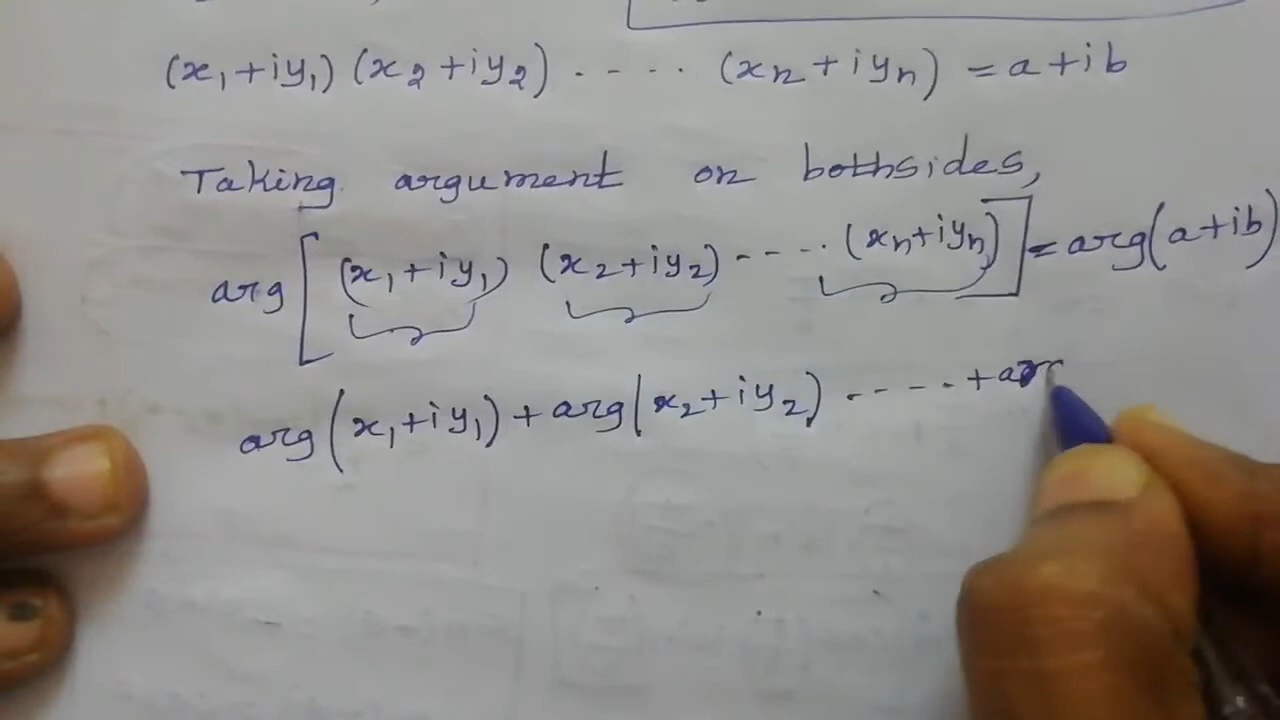 (x₁+iy₁) (x₂+iy₂) ..... (xn+iyn) = a+ib
Taking argument on bothsides,
arg[(x₁+iy₁) (x₂+iy₂) ----.. (xn+iyn)] = arg(a+ib)
arg(x₁+iy₁) + arg(x₂+iy₂) ----.. + arg